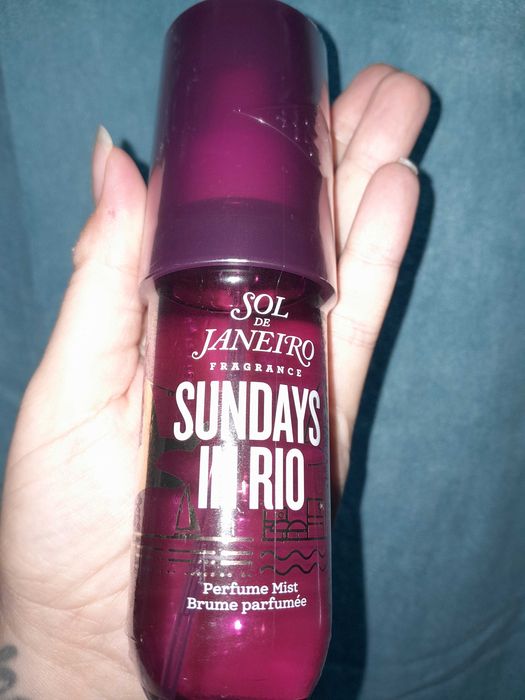 SOL
DE
JANEIRO
FRAGRANCE
SUNDAYS
IN RIO
Perfume Mist
Brume parfumée